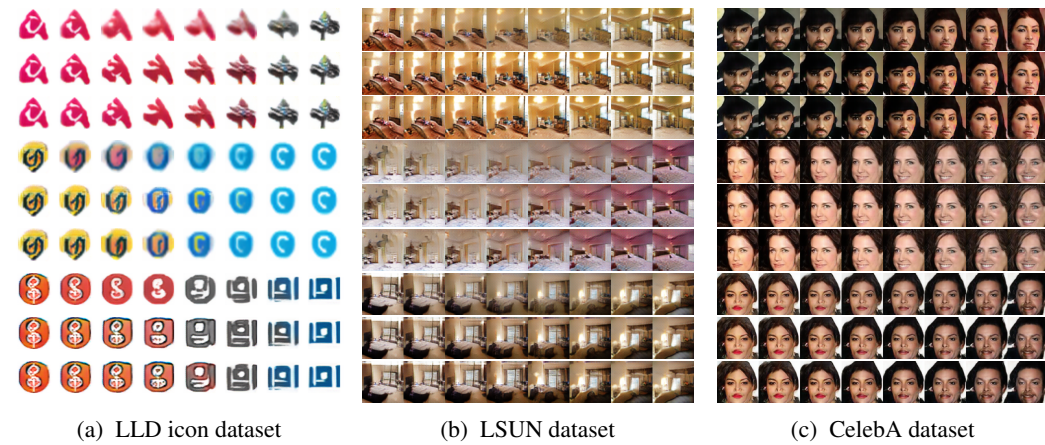 (a) LLD icon dataset
(b) LSUN dataset
(c) CelebA dataset